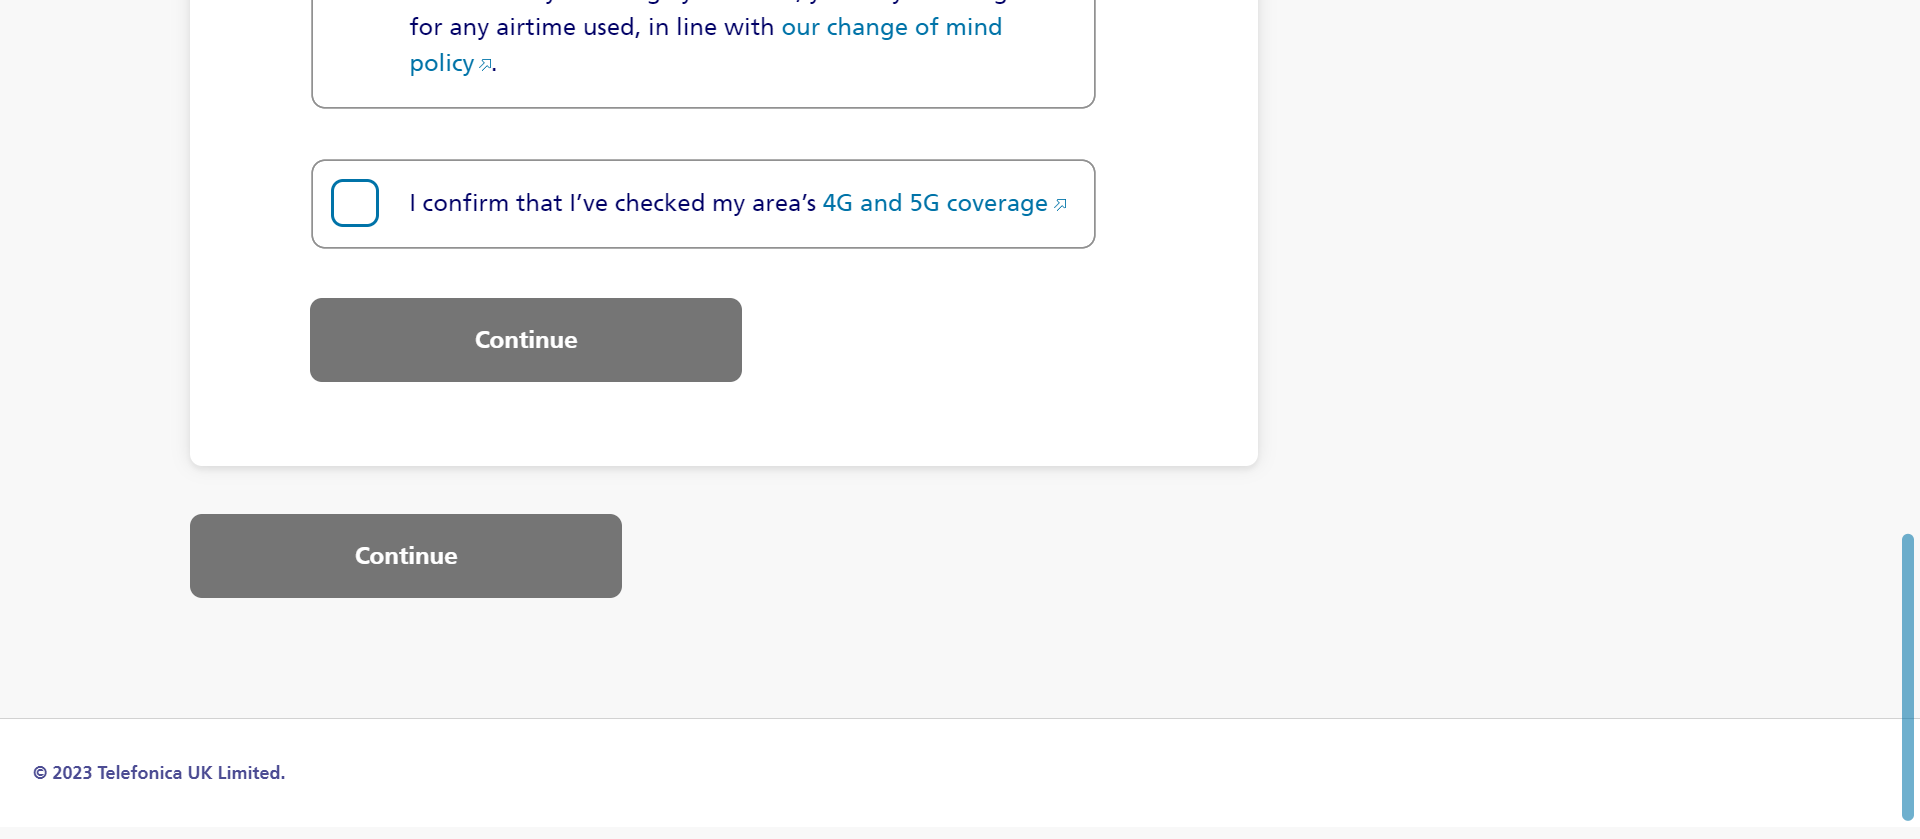 for any airtime used, in line with our change of mind
policy.
I confirm that I’ve checked my area’s 4G and 5G coverage
Continue
Continue
© 2023 Telefonica UK Limited.